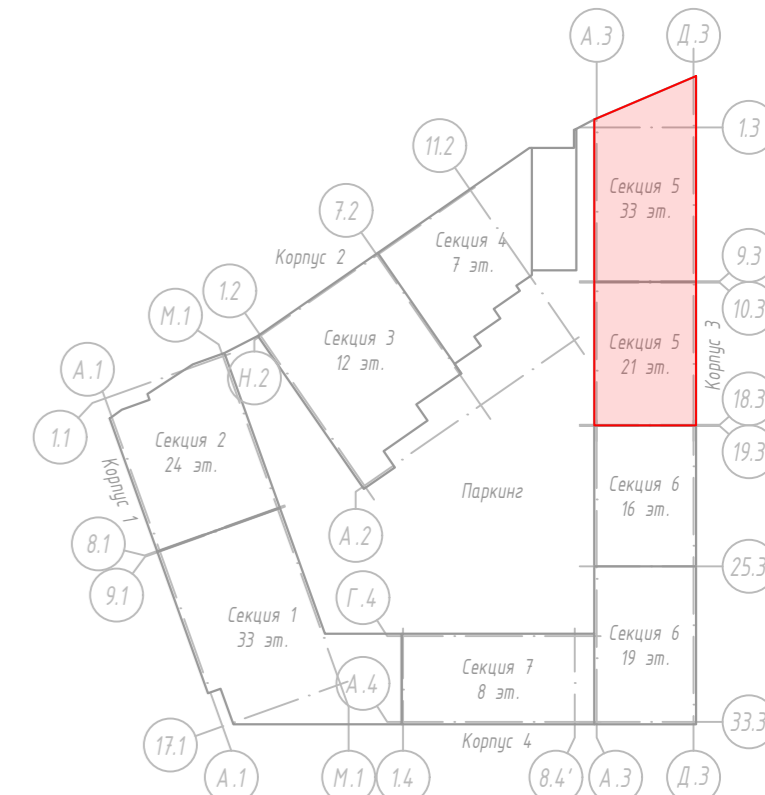 А.3
Д.3
1.3
11.2
Секция 5
33 эт.
7.2
Секция 4
7 эт.
Корпус 2
9.3
1.2
10.3
М.1
Секция 3
12 эт.
Секция 5
21 эт.
Корпус 3
А.1
Н.2
18.3
1.1
19.3
Секция 2
24 эт.
Корпус 1
Паркинг
Секция 6
16 эт.
А.2
8.1
25.3
9.1
Г.4
Секция 1
33 эт.
Секция 6
19 эт.
Секция 7
8 эт.
А.4
33.3
17.1
Корпус 4
А.1
М.1
1.4
8.4'
А.3
Д.3